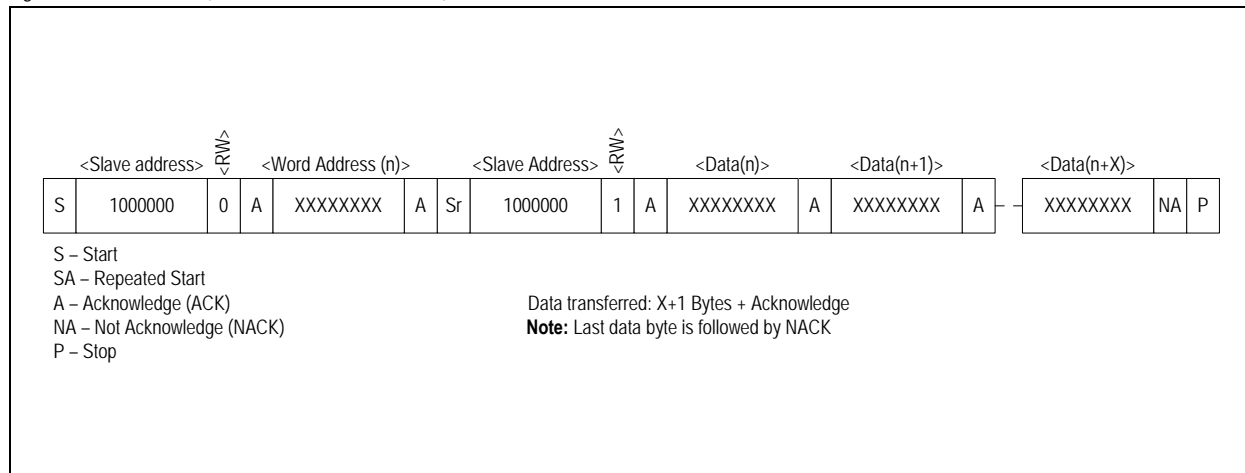 <Slave address> <RW> <Word Address (n)> <Slave Address> <RW> <Data(n)> <Data(n+1)> <Data(n+X)>
S 1000000 0 A XXXXXXXX A Sr 1000000 1 A XXXXXXXX A XXXXXXXX A XXXXXXXX NA P
S – Start
SA – Repeated Start
A – Acknowledge (ACK)
NA – Not Acknowledge (NACK)
P – Stop
Data transferred: X+1 Bytes + Acknowledge
Note: Last data byte is followed by NACK